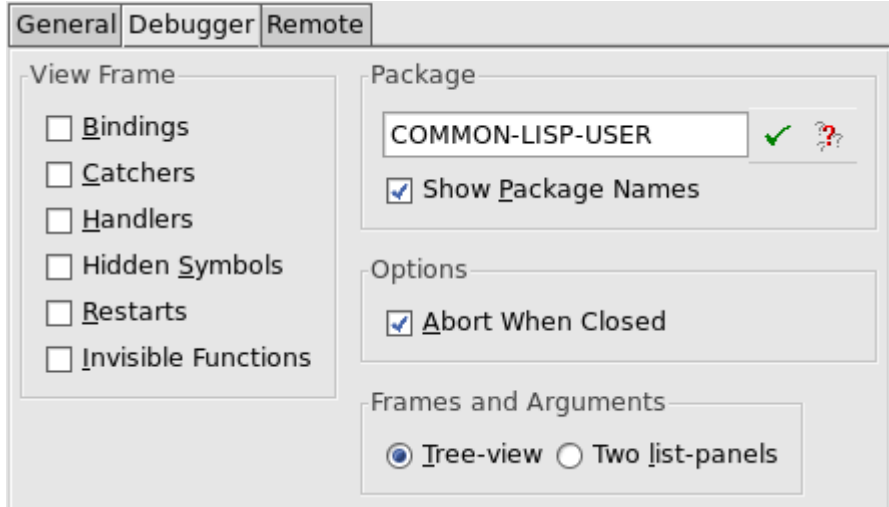 General Debugger Remote
View Frame
Bindings
Catchers
Handlers
Hidden Symbols
Restarts
Invisible Functions
Package
COMMON-LISP-USER
Show Package Names
Options
Abort When Closed
Frames and Arguments
Tree-view Two list-panels